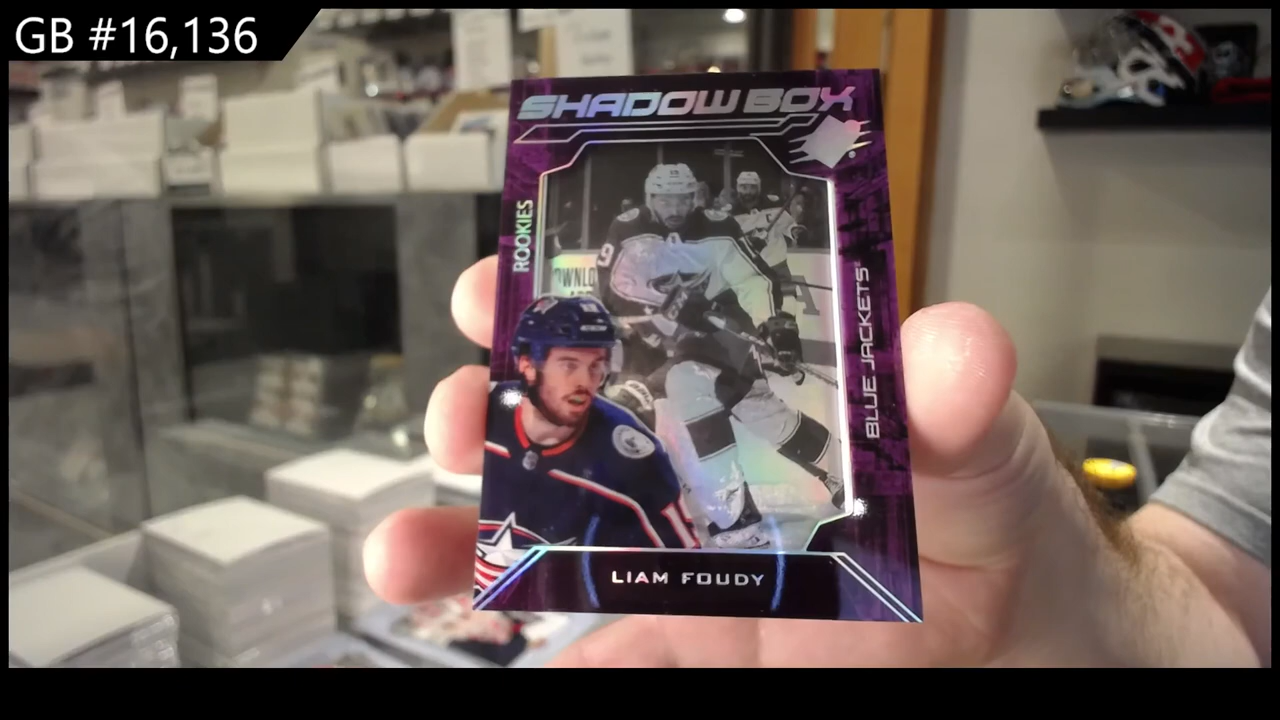 GB #16,136
SHADOW BOX
ROOKIES
BLUE JACKETS
LIAM FOUDY